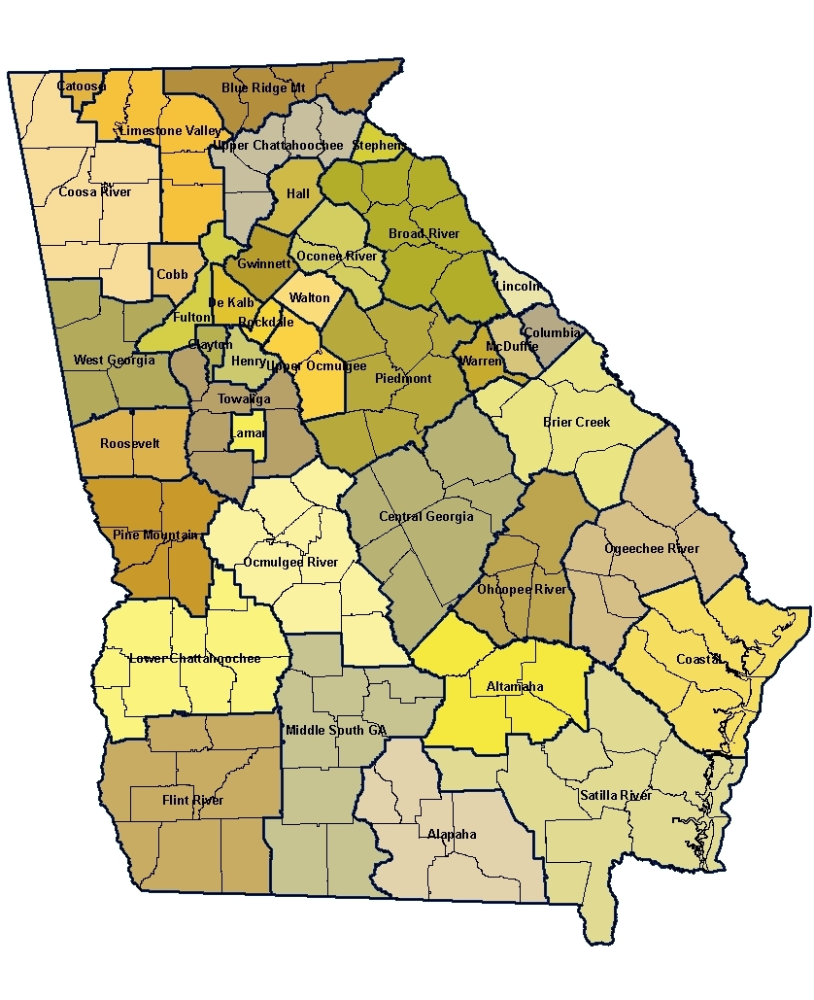 Catoosa
Blue Ridge Mt
Limestone Valley
Upper Chattahoochee
Stephens
Coosa River
Hall
Broad River
Oconee River
Gwinnett
Cobb
Lincoln
Walton
De Kalb
Fulton
Rockdale
Columbia
Clayton
McDuffie
West Georgia
Henry
Upper Ocmulgee
Warren
Piedmont
Towaliga
Brier Creek
Lamar
Roosevelt
Central Georgia
Pine Mountain
Ogeechee River
Ocmulgee River
Ohoopee River
Lower Chattahoochee
Coastal
Altamaha
Middle South GA
Satilla River
Flint River
Alapaha